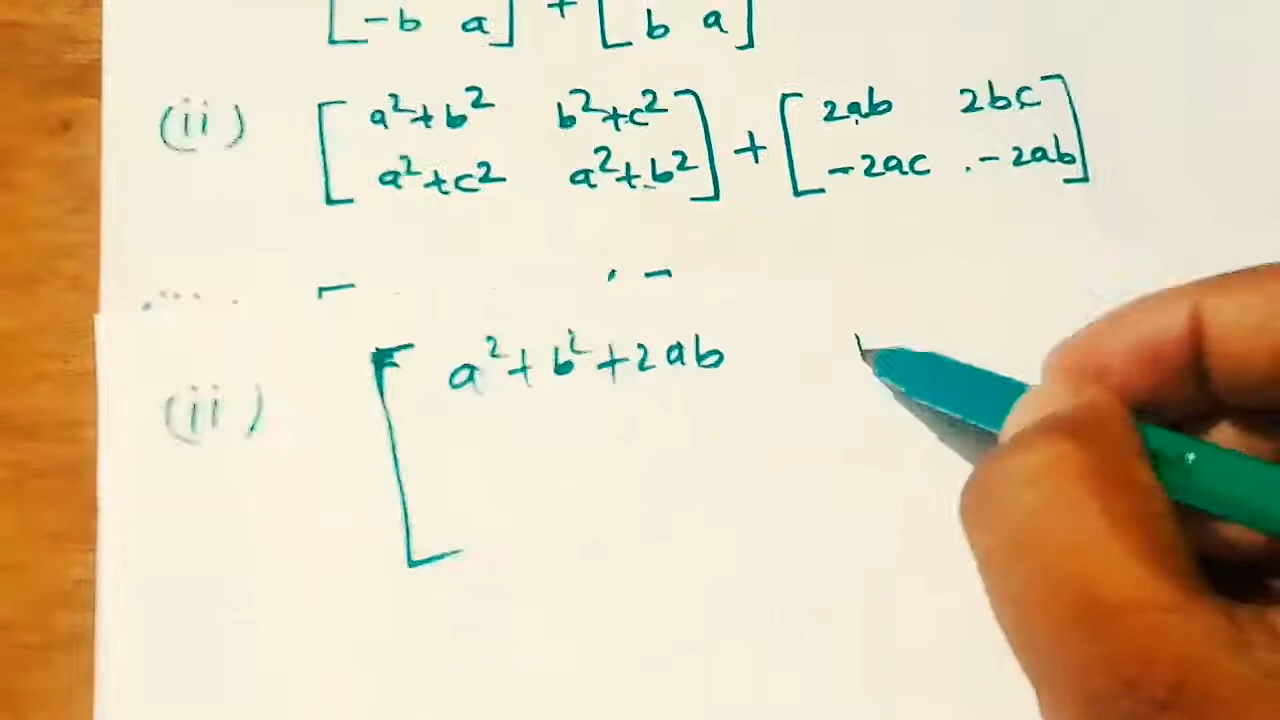 [-b a] + [b a]
(ii) [a²+b² b²+c²] + [2ab 2bc]
[a²+c² a²+b²] [-2ac -2ab]
(ii) [a²+b²+2ab